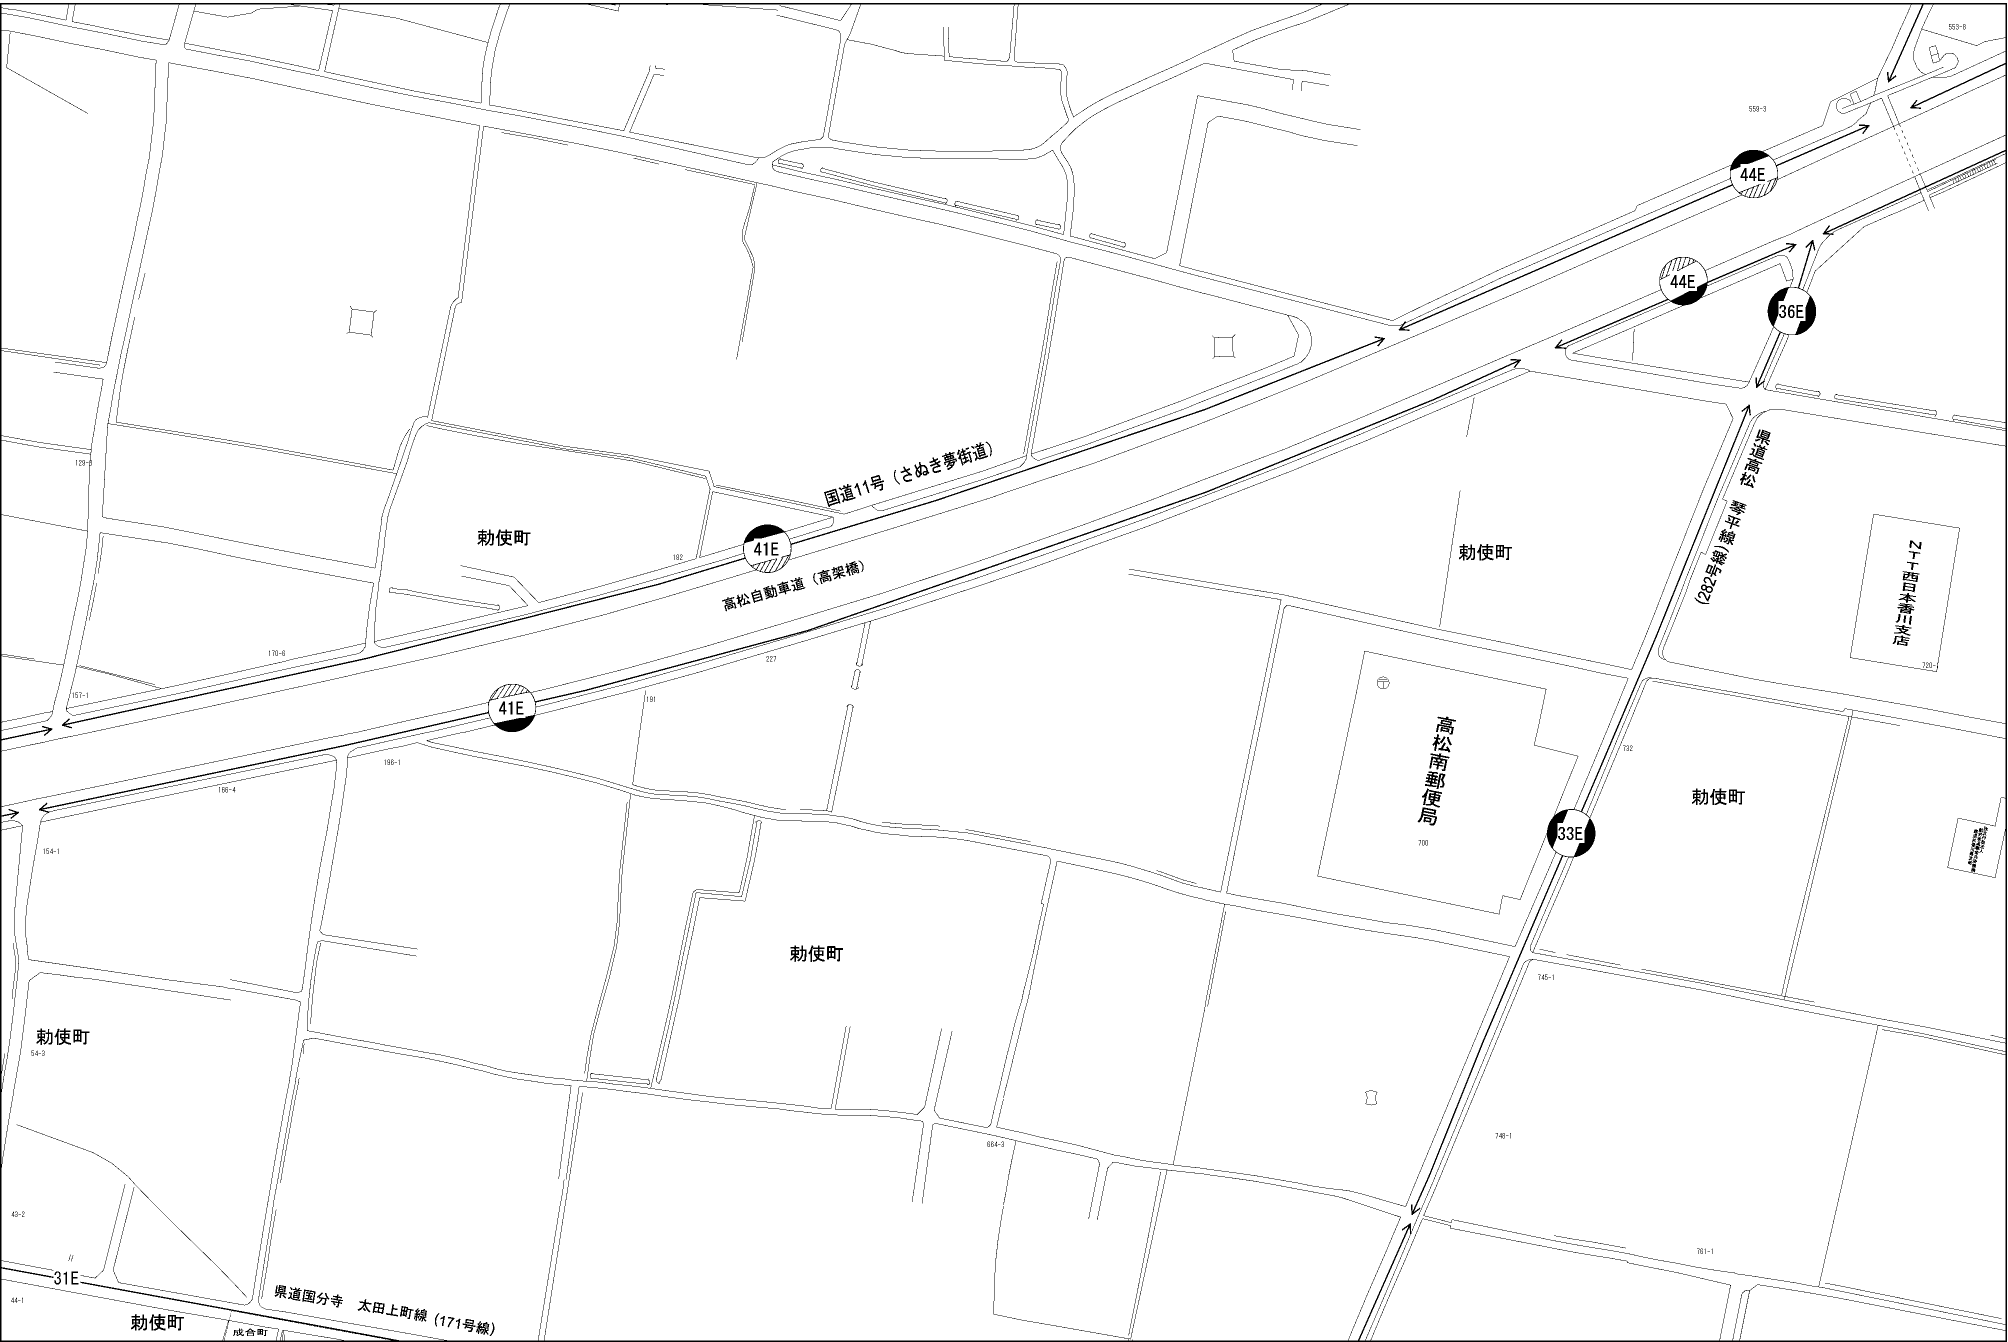 553-8
559-3
44E
44E
36E
県道高松 琴平線
(282号線)
129-3
国道11号（さぬき夢街道）
勅使町
182
41E
高松自動車道（高架橋）
勅使町
NTT西日本香川支店
720-
170-6
227
157-1
191
41E
196-1
166-4
高松南郵便局
700
732
勅使町
33E
154-1
勅使町
745-1
勅使町
54-3
748-1
664-3
43-2
761-1
31E
44-1
県道国分寺 太田上町線 (171号線)
勅使町
成合町